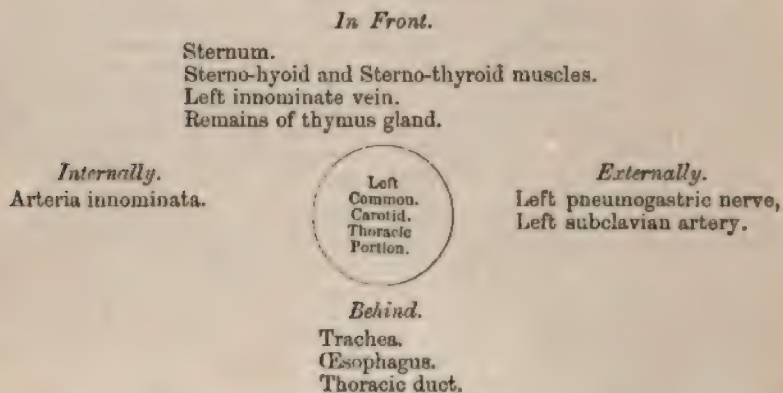 In Front.
Sternum.
Sterno-hyoid and Sterno-thyroid muscles.
Left innominate vein.
Remains of thymus gland.
Internally.
Arteria innominata.
Left
Common.
Carotid.
Thoracic
Portion.
Externally.
Left pneumogastric nerve,
Left subclavian artery.
Behind.
Trachea.
Œsophagus.
Thoracic duct.